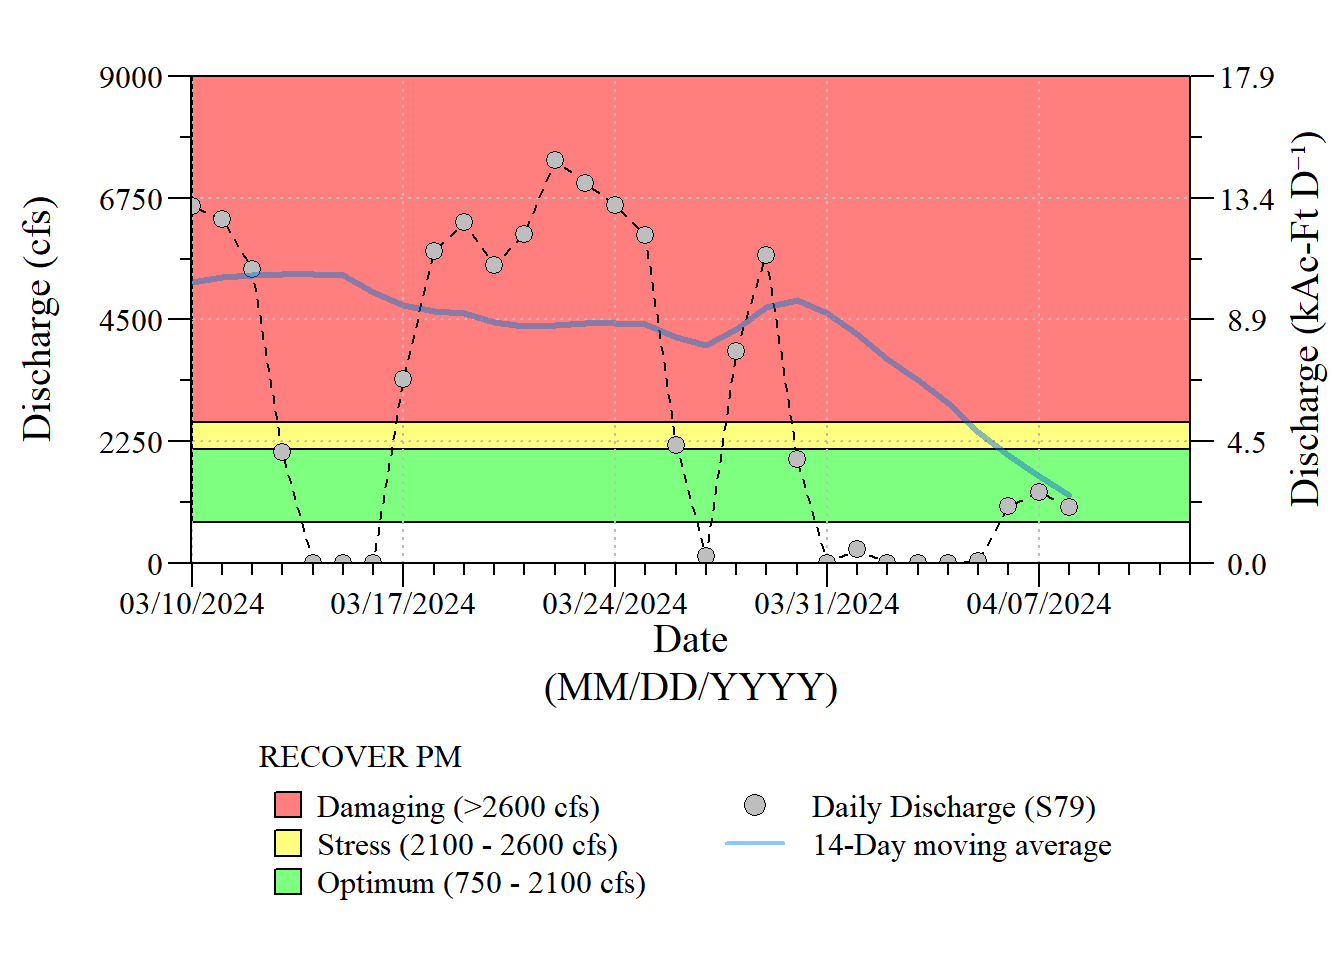 9000
6750
4500
2250
0
Discharge (cfs)
17.9
13.4
8.9
4.5
0.0
Discharge (kAc-Ft D⁻¹)
03/10/2024
03/17/2024
03/24/2024
03/31/2024
04/07/2024
Date
(MM/DD/YYYY)
RECOVER PM
Damaging (>2600 cfs)
Stress (2100 - 2600 cfs)
Optimum (750 - 2100 cfs)
Daily Discharge (S79)
14-Day moving average